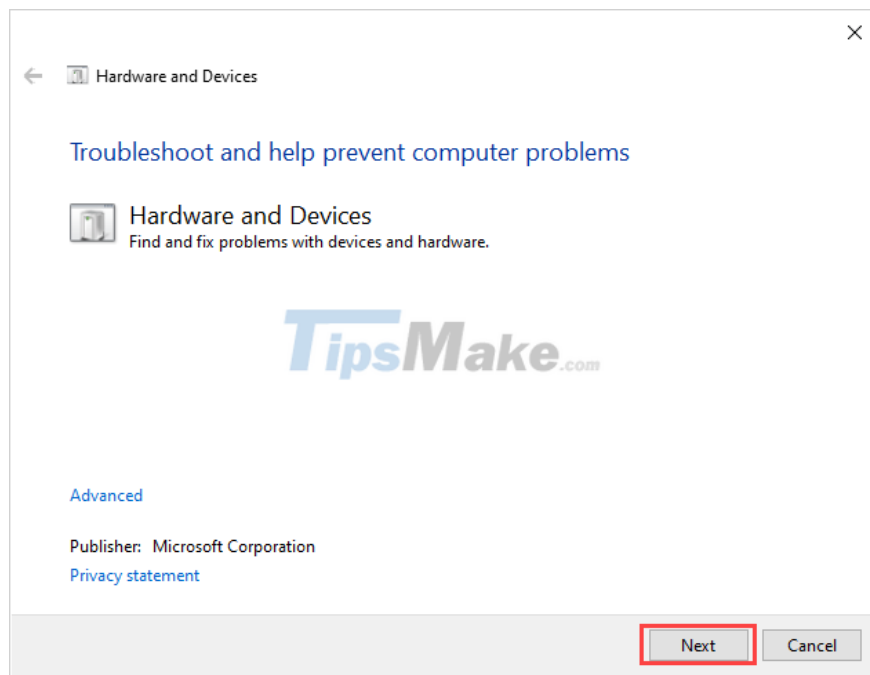 Hardware and Devices
Troubleshoot and help prevent computer problems
Hardware and Devices
Find and fix problems with devices and hardware.
TipsMake.com
Advanced
Publisher: Microsoft Corporation
Privacy statement
Next Cancel